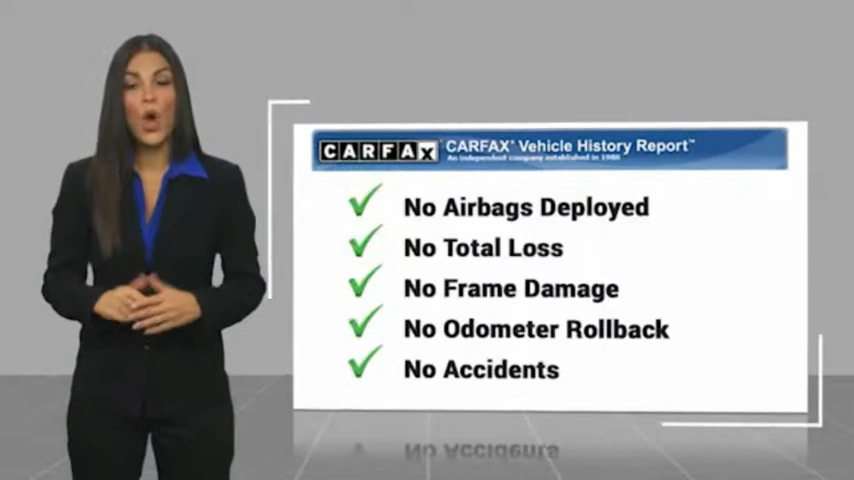 CARFAX CARFAX® Vehicle History Report™
An independent company established in 1986
No Airbags Deployed
No Total Loss
No Frame Damage
No Odometer Rollback
No Accidents